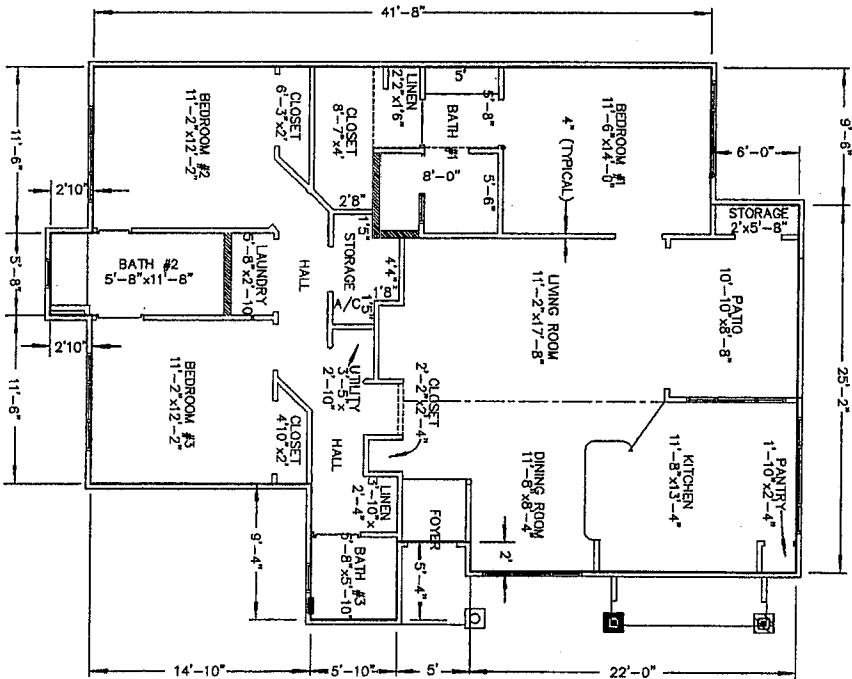 41'-8"
11'-6"
5'-8"
11'-6"
2'10"
2'10"
9'-6"
6'-0"
25'-2"
BEDROOM #2
11'-2"x12'-2"
CLOSET
6'-3"x2'
CLOSET
8'-7"x4'
LINEN
2'2"x1'6"
5'
5'-8"
BATH #1
8'-0"
5'-6"
4" (TYPICAL)
BEDROOM #1
11'-6"x14'-0"
STORAGE
2'x5'-8"
PATIO
10'-10"x8'-8"
LIVING ROOM
11'-2"x17'-8"
2'8"
1'5"
STORAGE
4'4"
1'8
A/C
1'5"
HALL
LAUNDRY
5'-8"x2'-10"
BATH #2
5'-8"x11'-8"
BEDROOM #3
11'-2"x12'-2"
CLOSET
4'10"x2'
UTILITY
3'-5"x
2'-10"
HALL
CLOSET
2'-2"x2'-4"
LINEN
3'-10"x
2'-4"
FOYER
DINING ROOM
11'-8"x8'-4"
KITCHEN
11'-8"x13'-4"
PANTRY
1'-10"x2'-4"
2'
5'-4"
9'-4"
BATH #3
5'-8"x5'-10"
14'-10"
5'-10"
5'
22'-0"